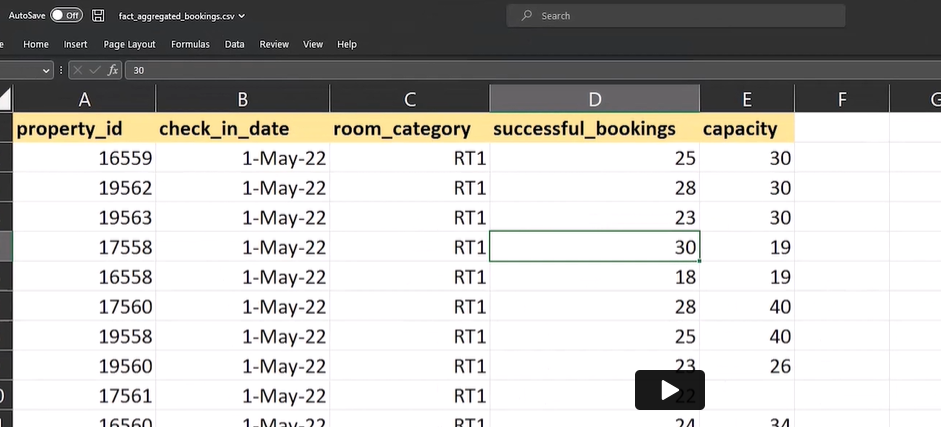 AutoSave Off fact_aggregated_bookings.csv Search
Home Insert Page Layout Formulas Data Review View Help
fx 30
A B C D E F G
property_id check_in_date room_category successful_bookings capacity
16559 1-May-22 RT1 25 30
19562 1-May-22 RT1 28 30
19563 1-May-22 RT1 23 30
17558 1-May-22 RT1 30 19
16558 1-May-22 RT1 18 19
17560 1-May-22 RT1 28 40
19558 1-May-22 RT1 25 40
19560 1-May-22 RT1 23 26
17561 1-May-22 RT1 22
16560 1-May-22 RT1 24 34